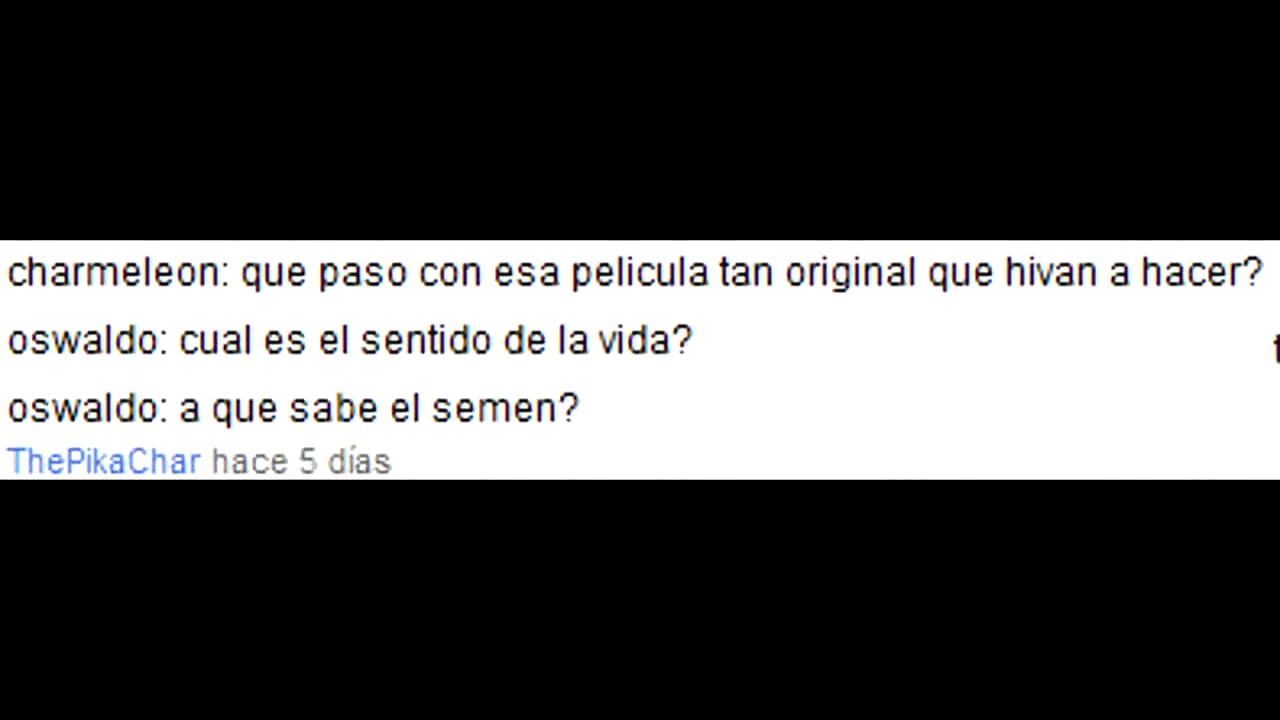 charmeleon: que paso con esa pelicula tan original que hivan a hacer?
oswaldo: cual es el sentido de la vida?
oswaldo: a que sabe el semen?
ThePikaChar hace 5 días